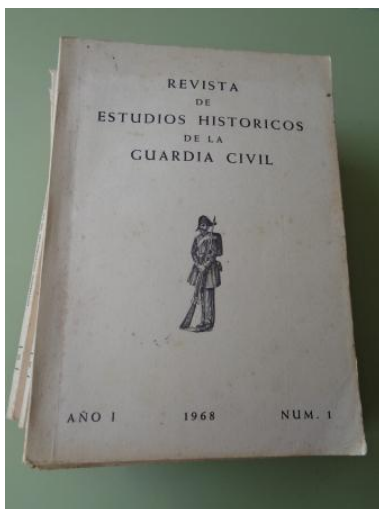 REVISTA
DE
ESTUDIOS HISTORICOS
DE LA
GUARDIA CIVIL
AÑO I 1968 NUM. 1